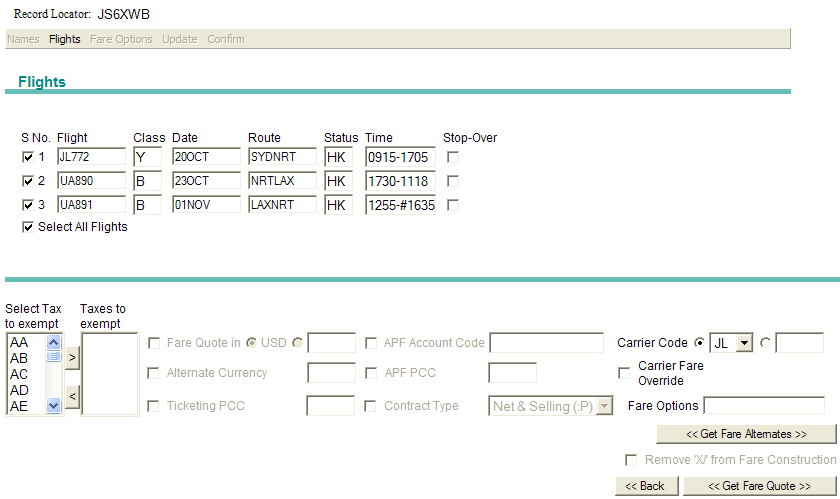 Record Locator: JS6XWB
Names Flights Fare Options Update Confirm
Flights
S No. Flight Class Date Route Status Time Stop-Over
1 JL772 Y 20OCT SYDNRT HK 0915-1705
2 UA890 B 23OCT NRTLAX HK 1730-1118
3 UA891 B 01NOV LAXNRT HK 1255-#1635
Select All Flights
Select Tax to exempt
Taxes to exempt
AA
AB
AC
AD
AE
>
<
Fare Quote in USD
APF Account Code
Carrier Code JL
Alternate Currency
APF PCC
Carrier Fare Override
Ticketing PCC
Contract Type Net & Selling (:P)
Fare Options
<< Get Fare Alternates >>
Remove 'X/' from Fare Construction
<< Back
<< Get Fare Quote >>